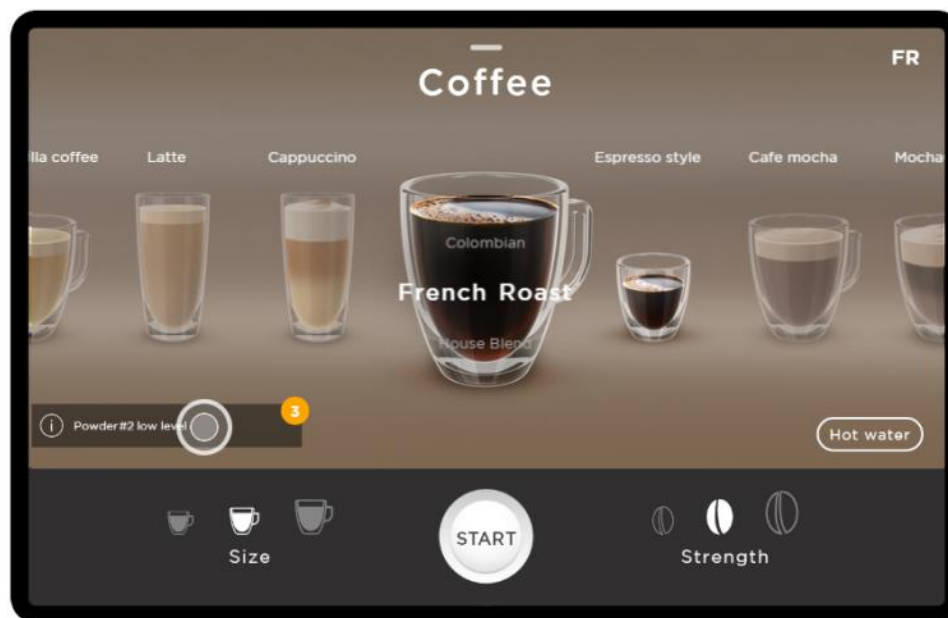 FR
Coffee
lla coffee
Latte
Cappuccino
Espresso style
Cafe mocha
Mocha
Colombian
French Roast
House Blend
3
Powder #2 low level
Hot water
START
Size
Strength